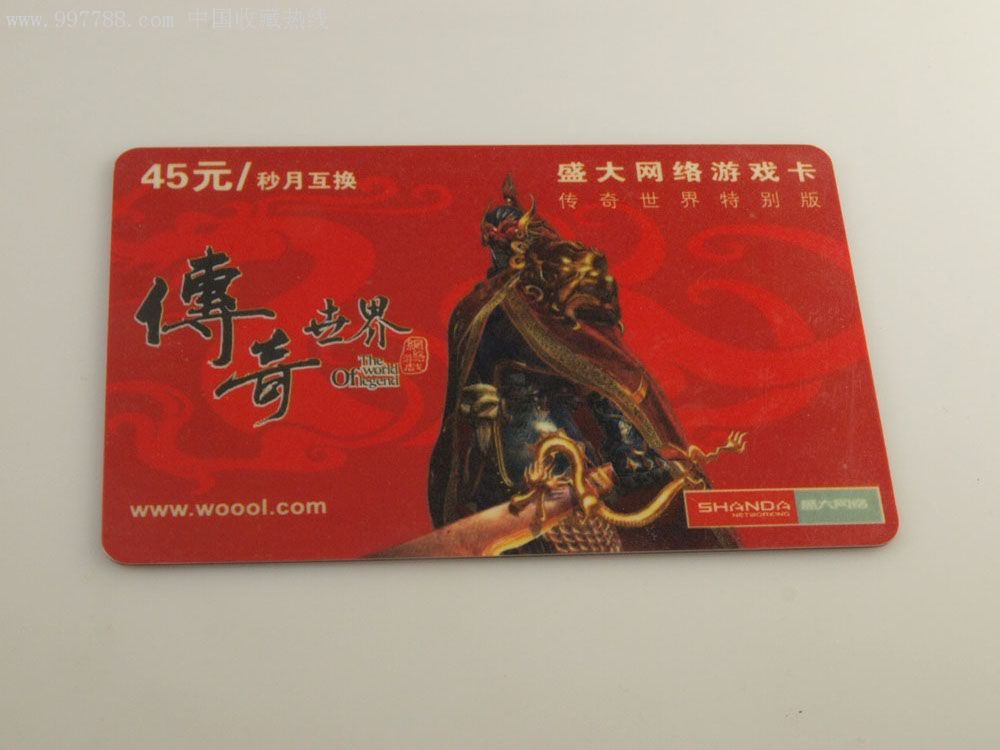 www.997788.com 中国收藏热线
45元/秒月互换
盛大网络游戏卡
传奇世界特别版
傳奇世界
The world Of legend
www.woool.com
SHANDA NETWORKING
盛大网络